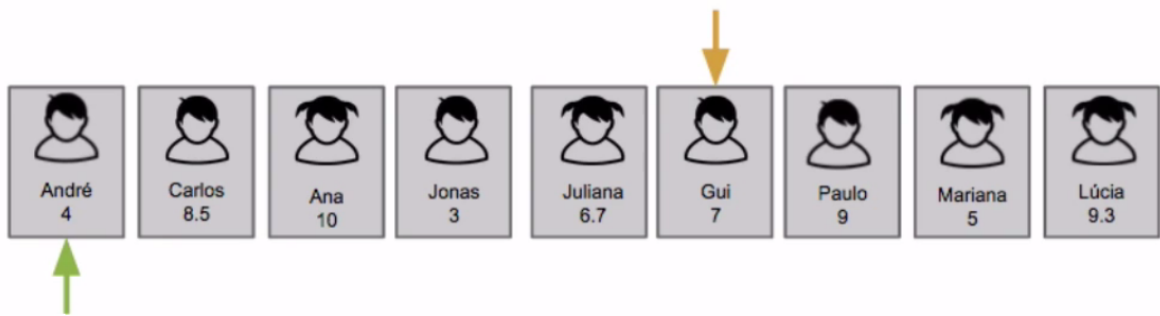 André
4
Carlos
8.5
Ana
10
Jonas
3
Juliana
6.7
Gui
7
Paulo
9
Mariana
5
Lúcia
9.3